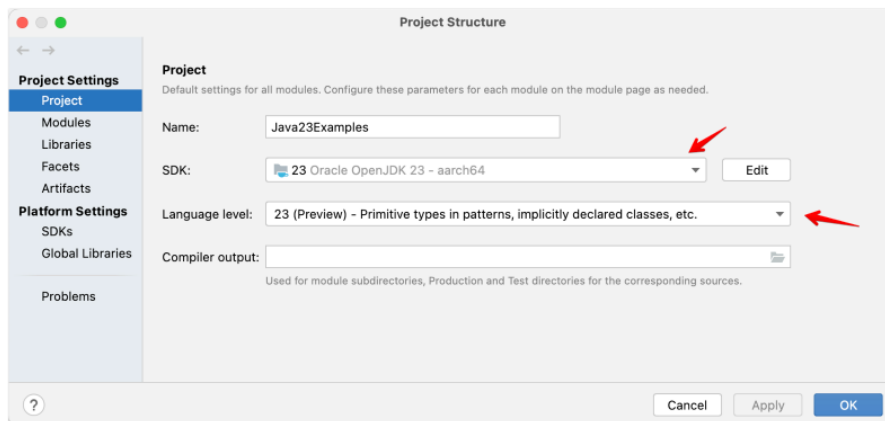 Project Structure
Project Settings
Project
Modules
Libraries
Facets
Artifacts
Platform Settings
SDKs
Global Libraries
Problems
Project
Default settings for all modules. Configure these parameters for each module on the module page as needed.
Name: Java23Examples
SDK: 23 Oracle OpenJDK 23 - aarch64 Edit
Language level: 23 (Preview) - Primitive types in patterns, implicitly declared classes, etc.
Compiler output:
Used for module subdirectories, Production and Test directories for the corresponding sources.
? Cancel Apply OK